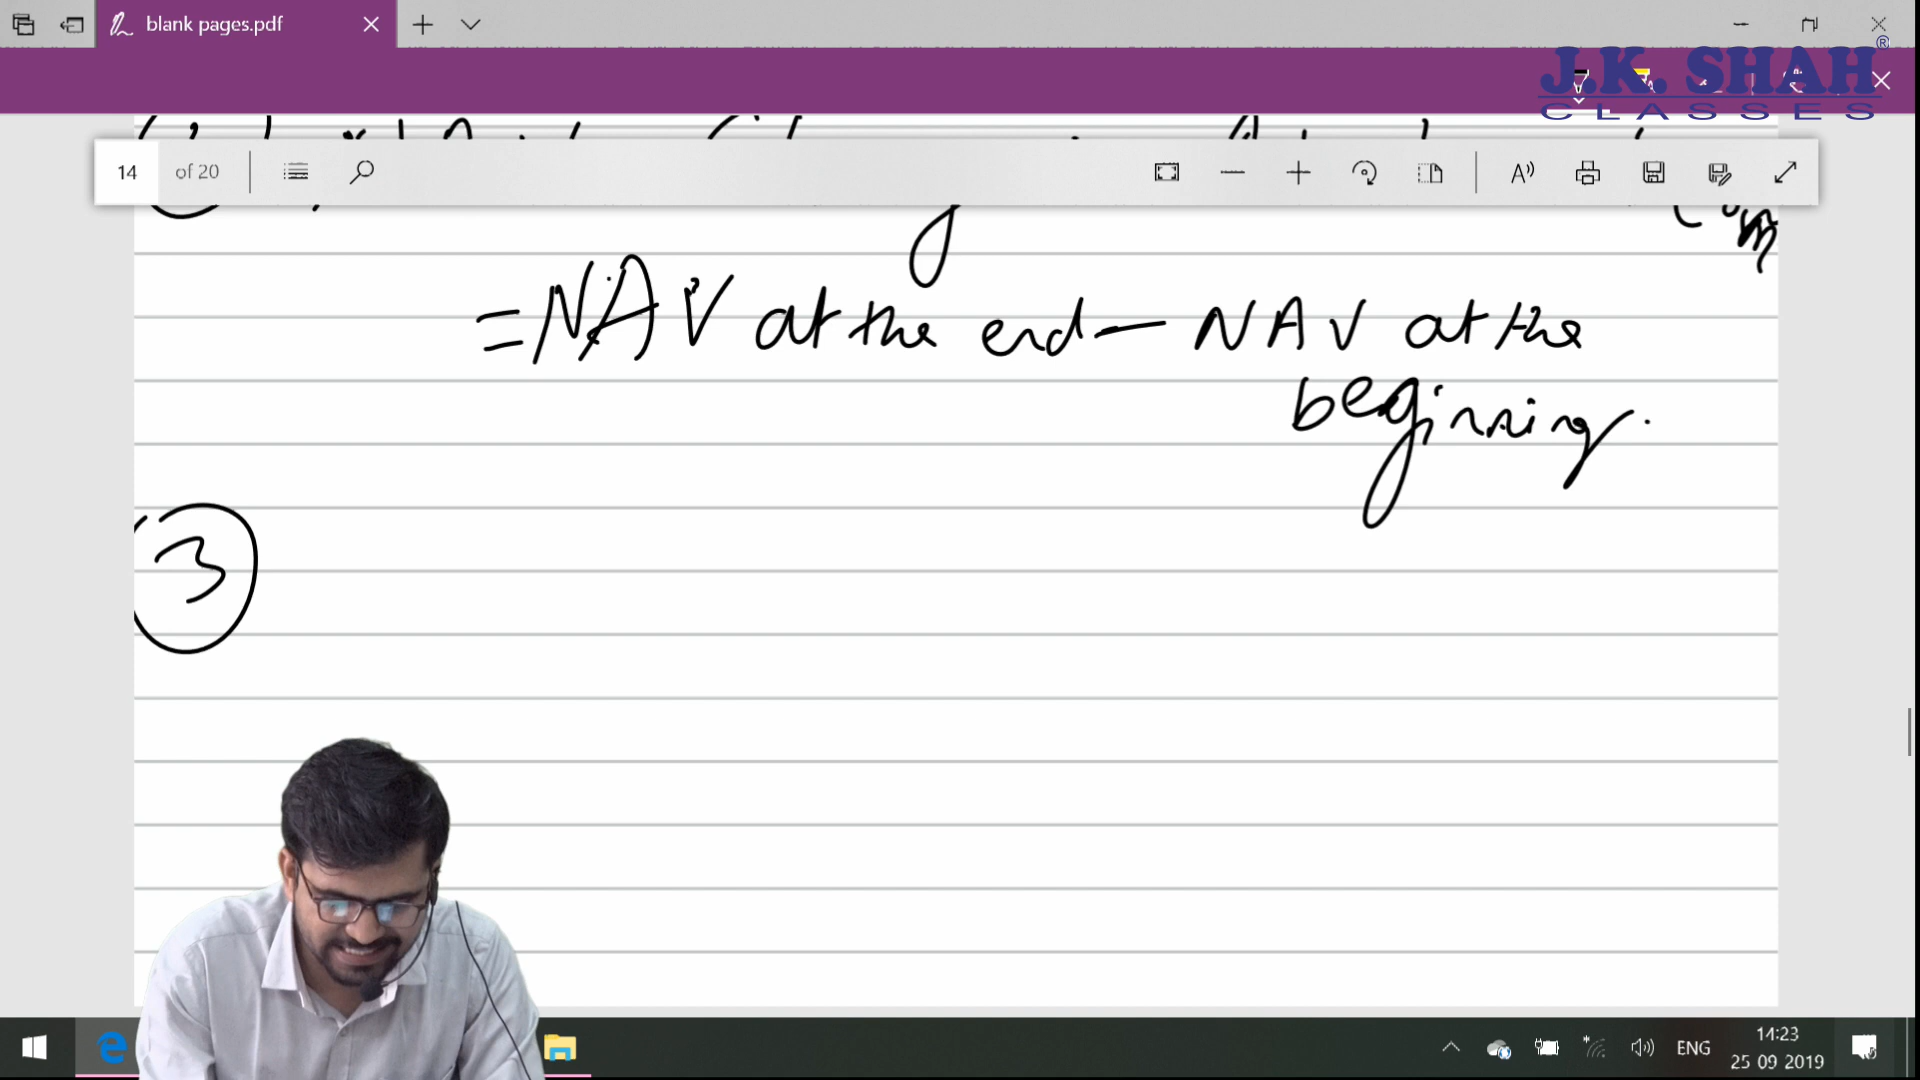 blank pages.pdf
J.K. SHAH®
CLASSES
14 of 20
= NAV at the end — NAV at the
beginning.
3
ENG
14:23
25 09 2019